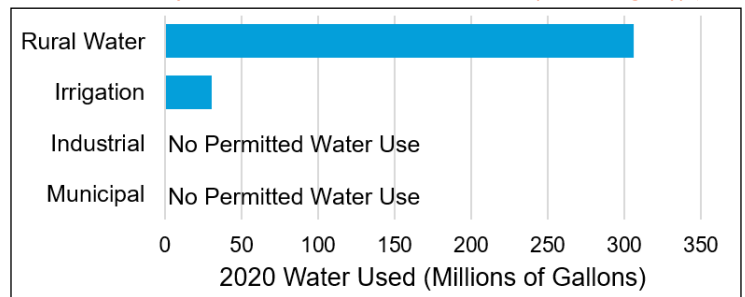 Rural Water
Irrigation
Industrial No Permitted Water Use
Municipal No Permitted Water Use
0 50 100 150 200 250 300 350
2020 Water Used (Millions of Gallons)